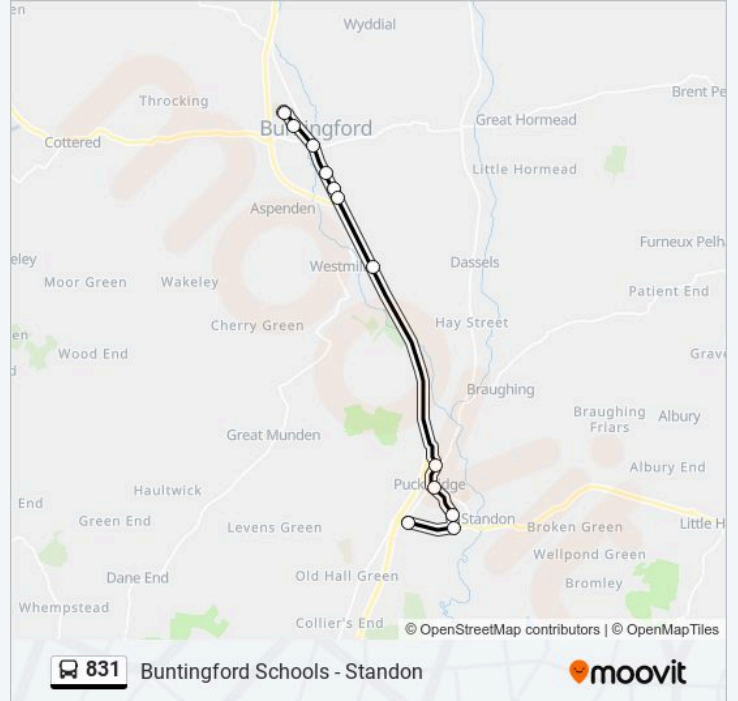 en
Wyddial
Throcking
Brent Pe
Buntingford
Great Hormead
Cottered
Little Hormead
Aspenden
Furneux Pelh
eley
Westmill
Dassels
Moor Green
Wakeley
Patient End
Cherry Green
Hay Street
en
Wood End
Grave
d
Braughing
Braughing
Friars
Albury
Great Munden
Albury End
Puckeridge
Haultwick
End
Green End
Levens Green
Standon
Broken Green
Little H
Wellpond Green
Old Hall Green
Dane End
Bromley
Whempstead
Collier's End
© OpenStreetMap contributors | © OpenMapTiles
831 Buntingford Schools - Standon
moovit